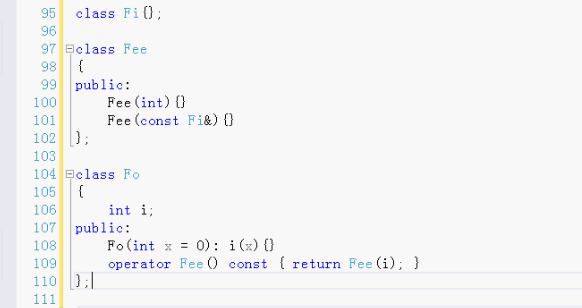 95 class Fi{};
96
97 class Fee
98 {
99 public:
100 Fee(int){}
101 Fee(const Fi&){}
102 };
103
104 class Fo
105 {
106 int i;
107 public:
108 Fo(int x = 0): i(x){}
109 operator Fee() const { return Fee(i); }
110 };
111